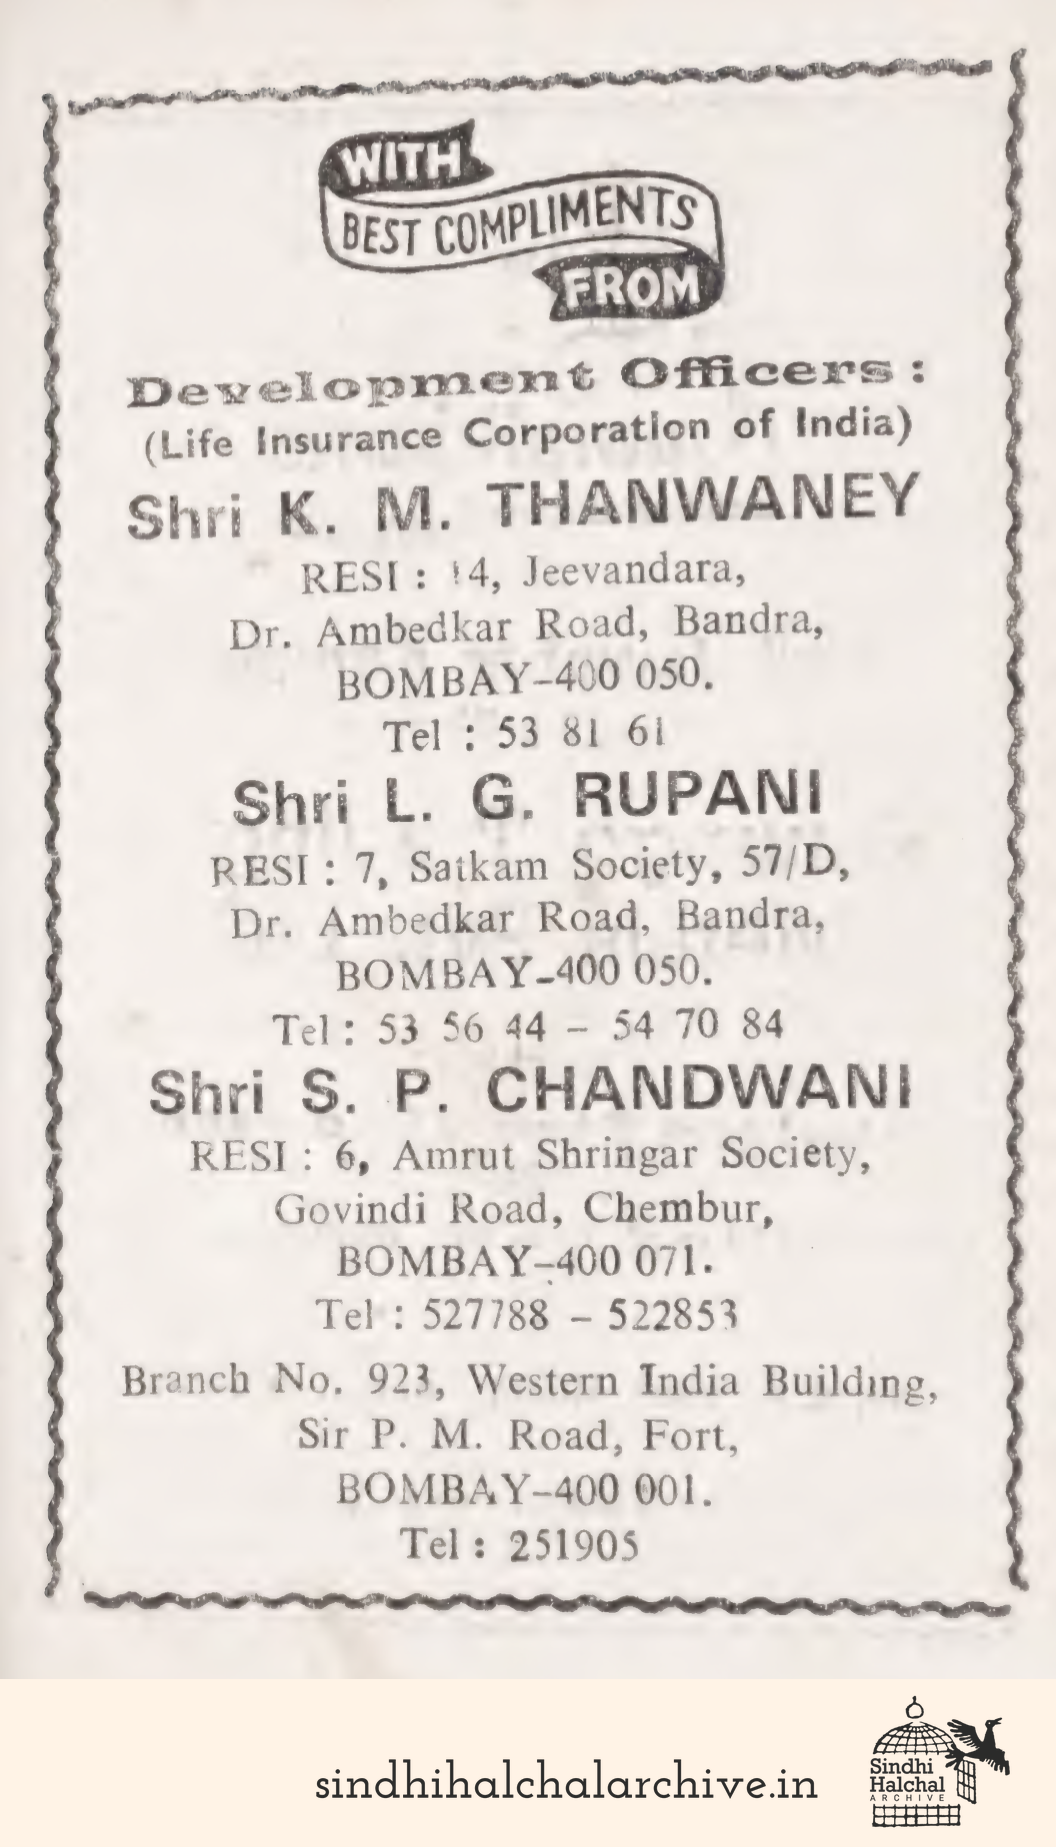 WITH
BEST COMPLIMENTS
FROM
Development Officers :
(Life Insurance Corporation of India)
Shri K. M. THANWANEY
RESI : 14, Jeevandara,
Dr. Ambedkar Road, Bandra,
BOMBAY-400 050.
Tel : 53 81 61
Shri L. G. RUPANI
RESI : 7, Satkam Society, 57/D,
Dr. Ambedkar Road, Bandra,
BOMBAY-400 050.
Tel : 53 56 44 - 54 70 84
Shri S. P. CHANDWANI
RESI : 6, Amrut Shringar Society,
Govindi Road, Chembur,
BOMBAY-400 071.
Tel : 527788 - 522853
Branch No. 923, Western India Building,
Sir P. M. Road, Fort,
BOMBAY-400 001.
Tel : 251905
sindhihalchalarchive.in
Sindhi
Halchal
ARCHIVE